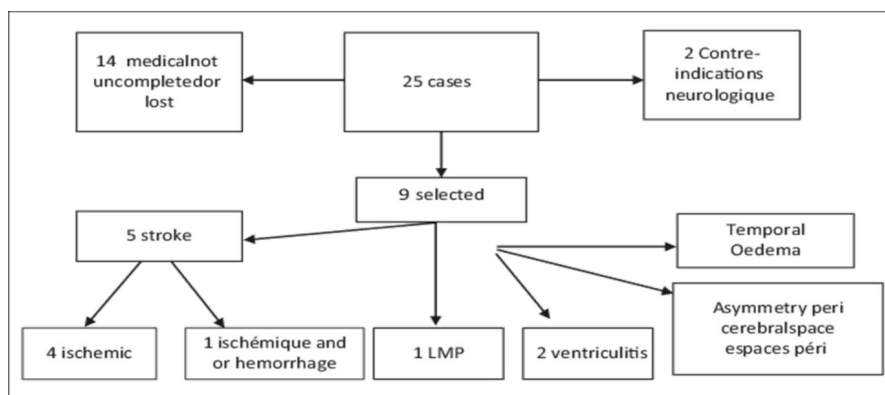 14 medicalnot
uncompletedor
lost
25 cases
2 Contre-
indications
neurologique
9 selected
5 stroke
Temporal
Oedema
Asymmetry peri
cerebralspace
espaces péri
4 ischemic
1 ischémique and
or hemorrhage
1 LMP
2 ventriculitis